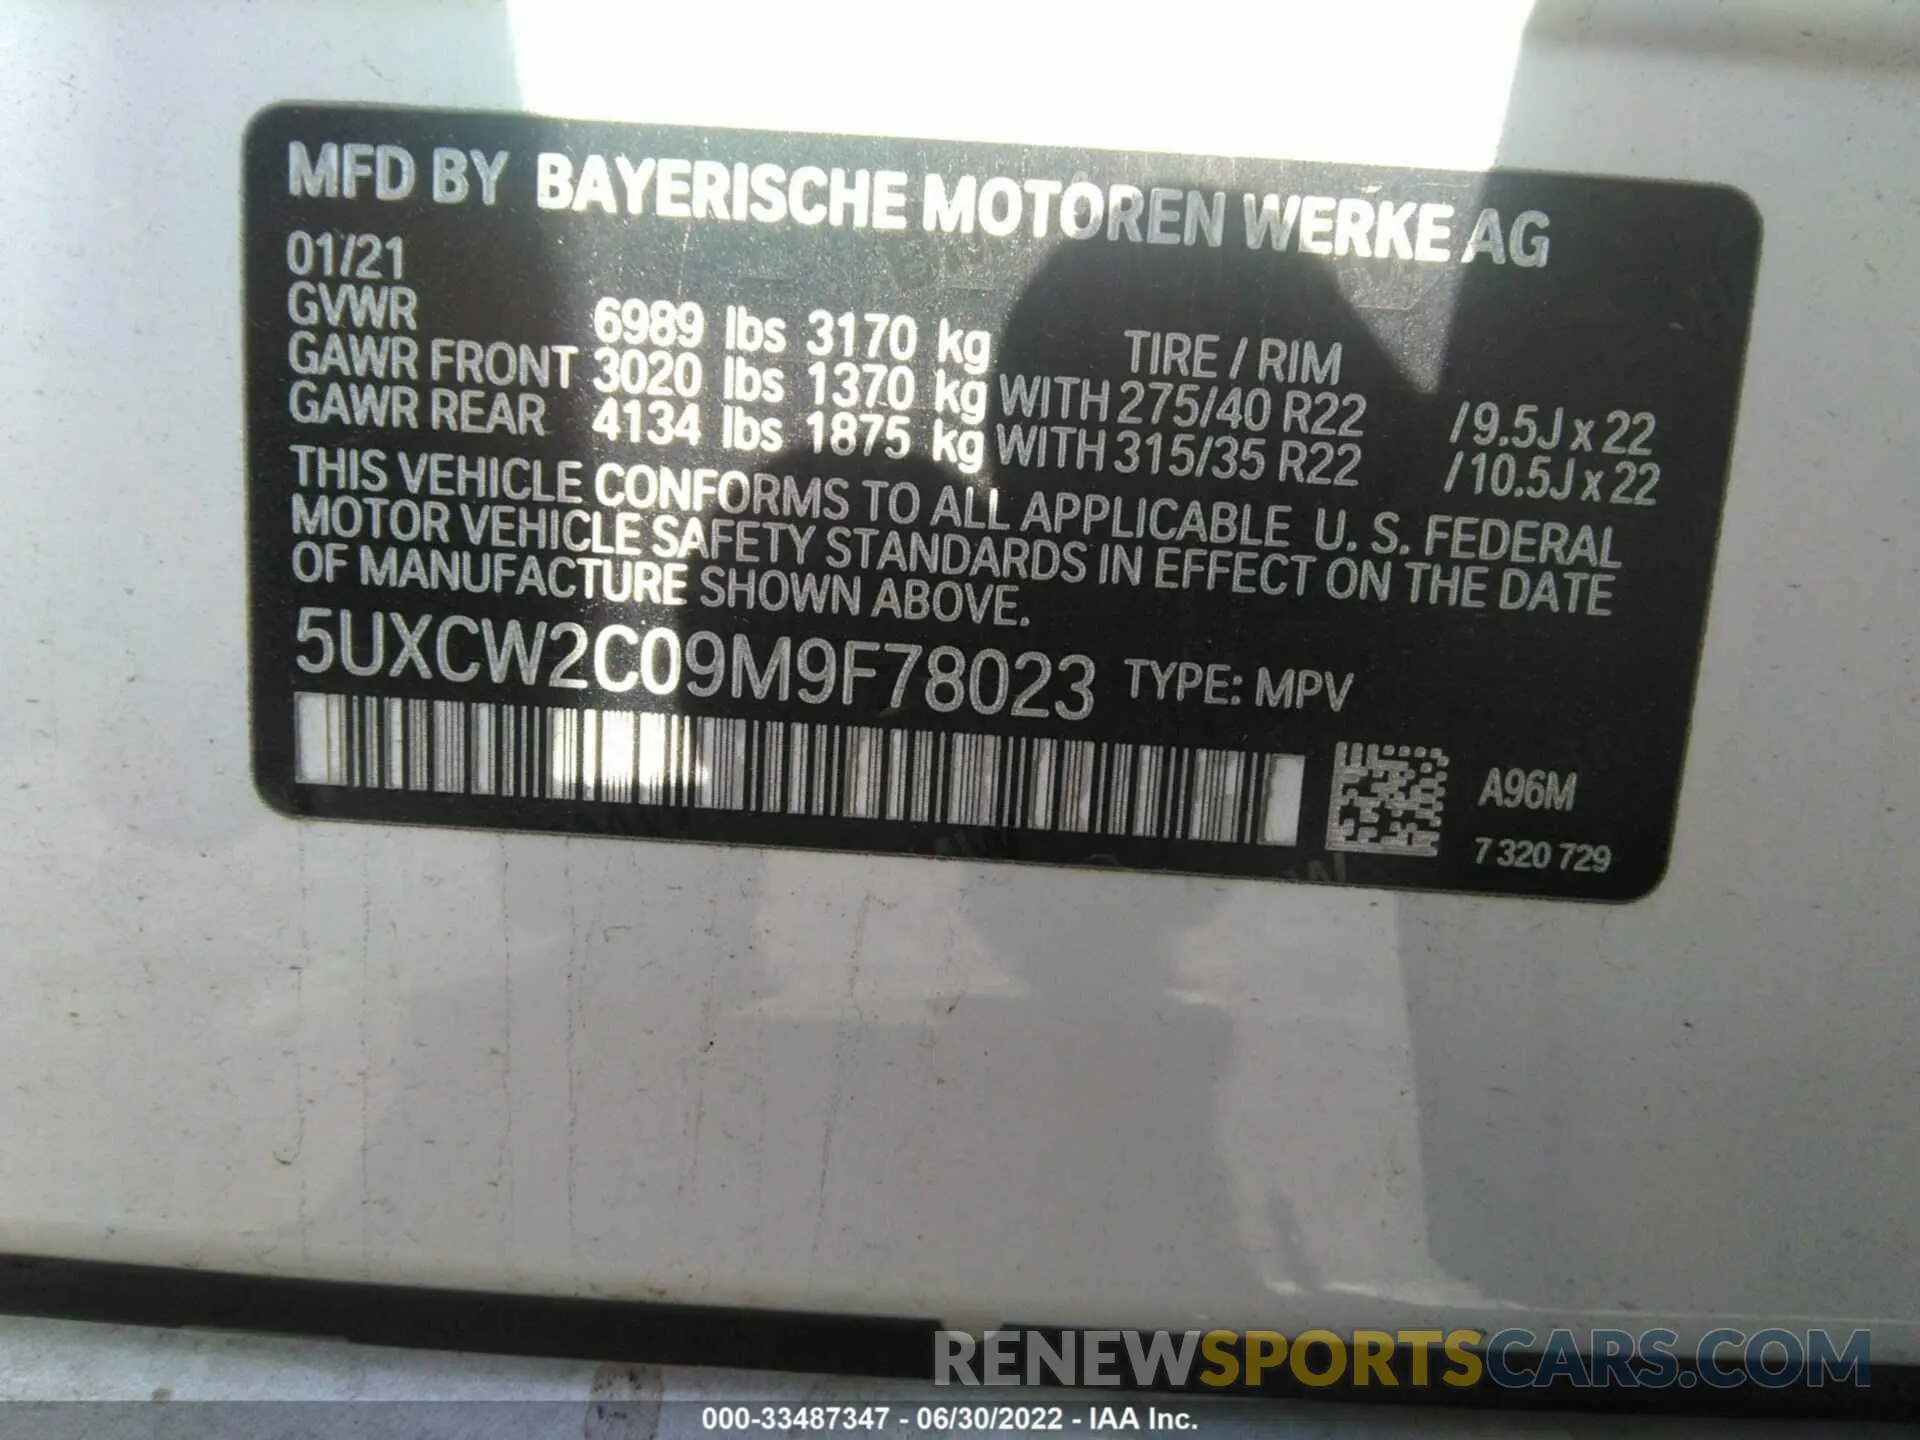 MFD BY BAYERISCHE MOTOREN WERKE AG
01/21
GVWR 6989 lbs 3170 kg TIRE / RIM
GAWR FRONT 3020 lbs 1370 kg WITH 275/40 R22 /9.5J x 22
GAWR REAR 4134 lbs 1875 kg WITH 315/35 R22 /10.5J x 22
THIS VEHICLE CONFORMS TO ALL APPLICABLE U. S. FEDERAL
MOTOR VEHICLE SAFETY STANDARDS IN EFFECT ON THE DATE
OF MANUFACTURE SHOWN ABOVE.
5UXCW2C09M9F78023 TYPE: MPV
A96M
7 320 729
RENEWSPORTSCARS.COM
000-33487347 - 06/30/2022 - IAA Inc.